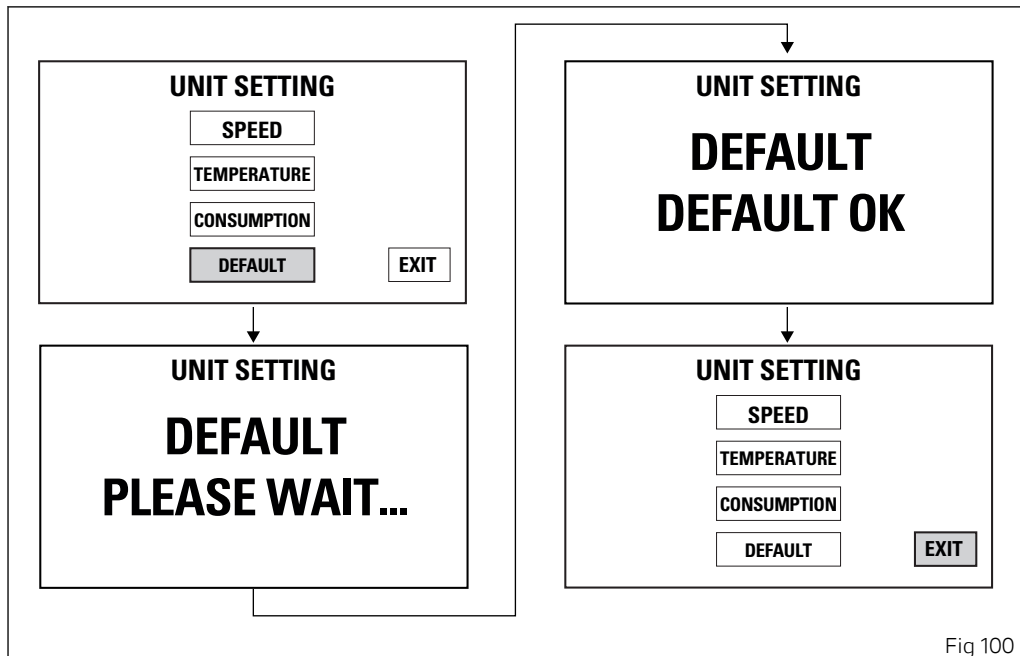 UNIT SETTING
SPEED
TEMPERATURE
CONSUMPTION
DEFAULT
EXIT
UNIT SETTING
DEFAULT
PLEASE WAIT...
UNIT SETTING
DEFAULT
DEFAULT OK
UNIT SETTING
SPEED
TEMPERATURE
CONSUMPTION
DEFAULT
EXIT
Fig 100